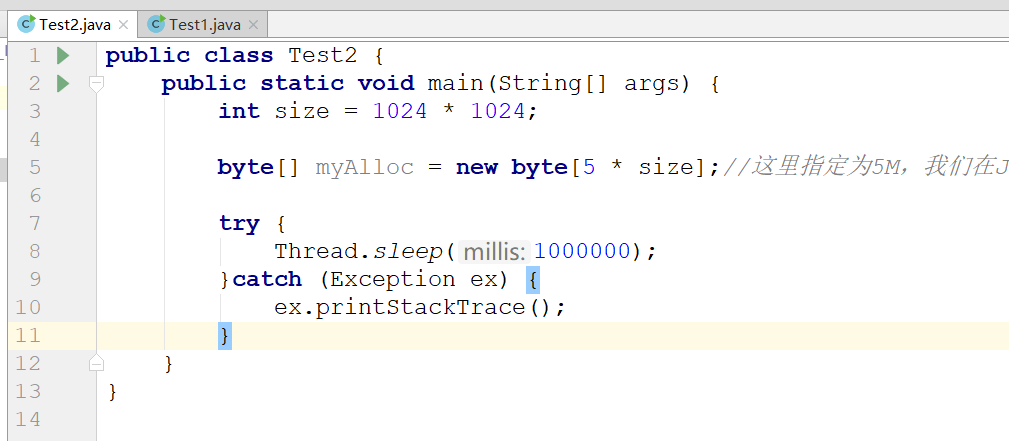 Test2.java Test1.java
1 public class Test2 {
2 public static void main(String[] args) {
3 int size = 1024 * 1024;
4
5 byte[] myAlloc = new byte[5 * size];//这里指定为5M，我们在J
6
7 try {
8 Thread.sleep( millis: 1000000);
9 }catch (Exception ex) {
10 ex.printStackTrace();
11 }
12 }
13 }
14